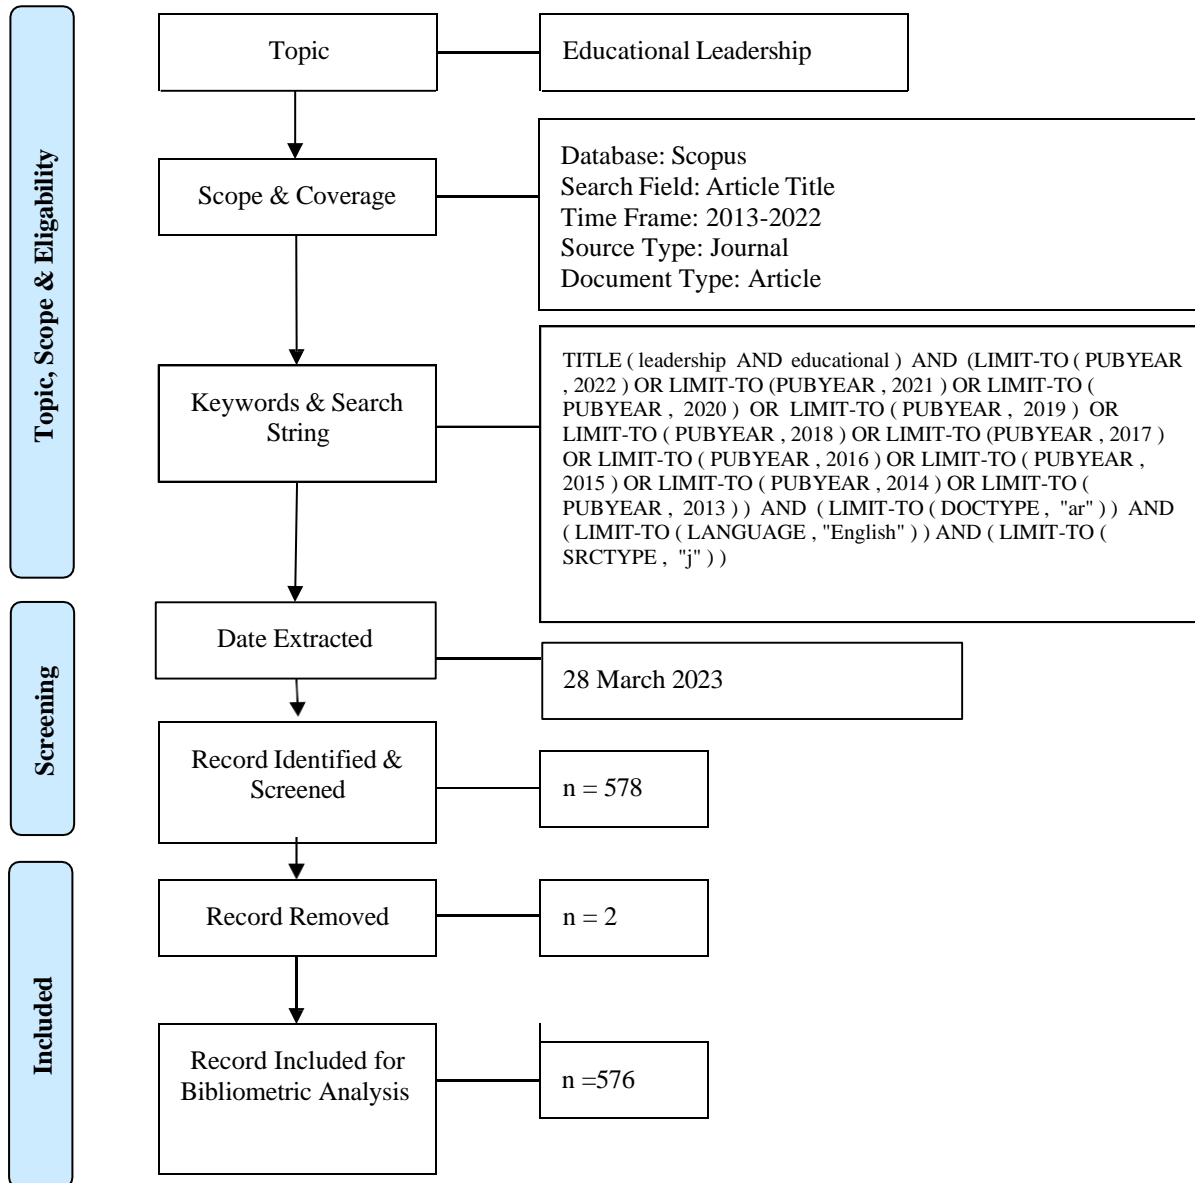 Topic, Scope & Eligability
Topic
Educational Leadership
Scope & Coverage
Database: Scopus
Search Field: Article Title
Time Frame: 2013-2022
Source Type: Journal
Document Type: Article
Keywords & Search
String
TITLE ( leadership AND educational ) AND (LIMIT-TO ( PUBYEAR
, 2022 ) OR LIMIT-TO (PUBYEAR , 2021 ) OR LIMIT-TO (
PUBYEAR , 2020 ) OR LIMIT-TO ( PUBYEAR , 2019 ) OR
LIMIT-TO ( PUBYEAR , 2018 ) OR LIMIT-TO (PUBYEAR , 2017 )
OR LIMIT-TO ( PUBYEAR , 2016 ) OR LIMIT-TO ( PUBYEAR ,
2015 ) OR LIMIT-TO ( PUBYEAR , 2014 ) OR LIMIT-TO (
PUBYEAR , 2013 ) ) AND ( LIMIT-TO ( DOCTYPE , "ar" ) ) AND
( LIMIT-TO ( LANGUAGE , "English" ) ) AND ( LIMIT-TO (
SRCTYPE , "j" ) )
Screening
Date Extracted
28 March 2023
Record Identified &
Screened
n = 578
Included
Record Removed
n = 2
Record Included for
Bibliometric Analysis
n =576